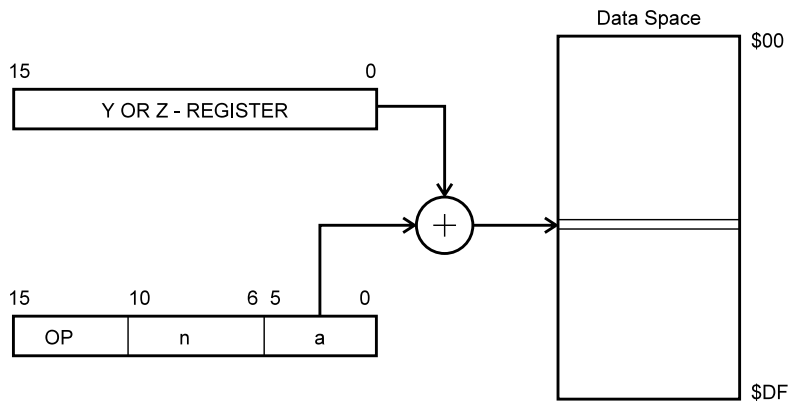 Data Space
$00
15 0
Y OR Z - REGISTER
+
15 10 6 5 0
OP n a
$DF